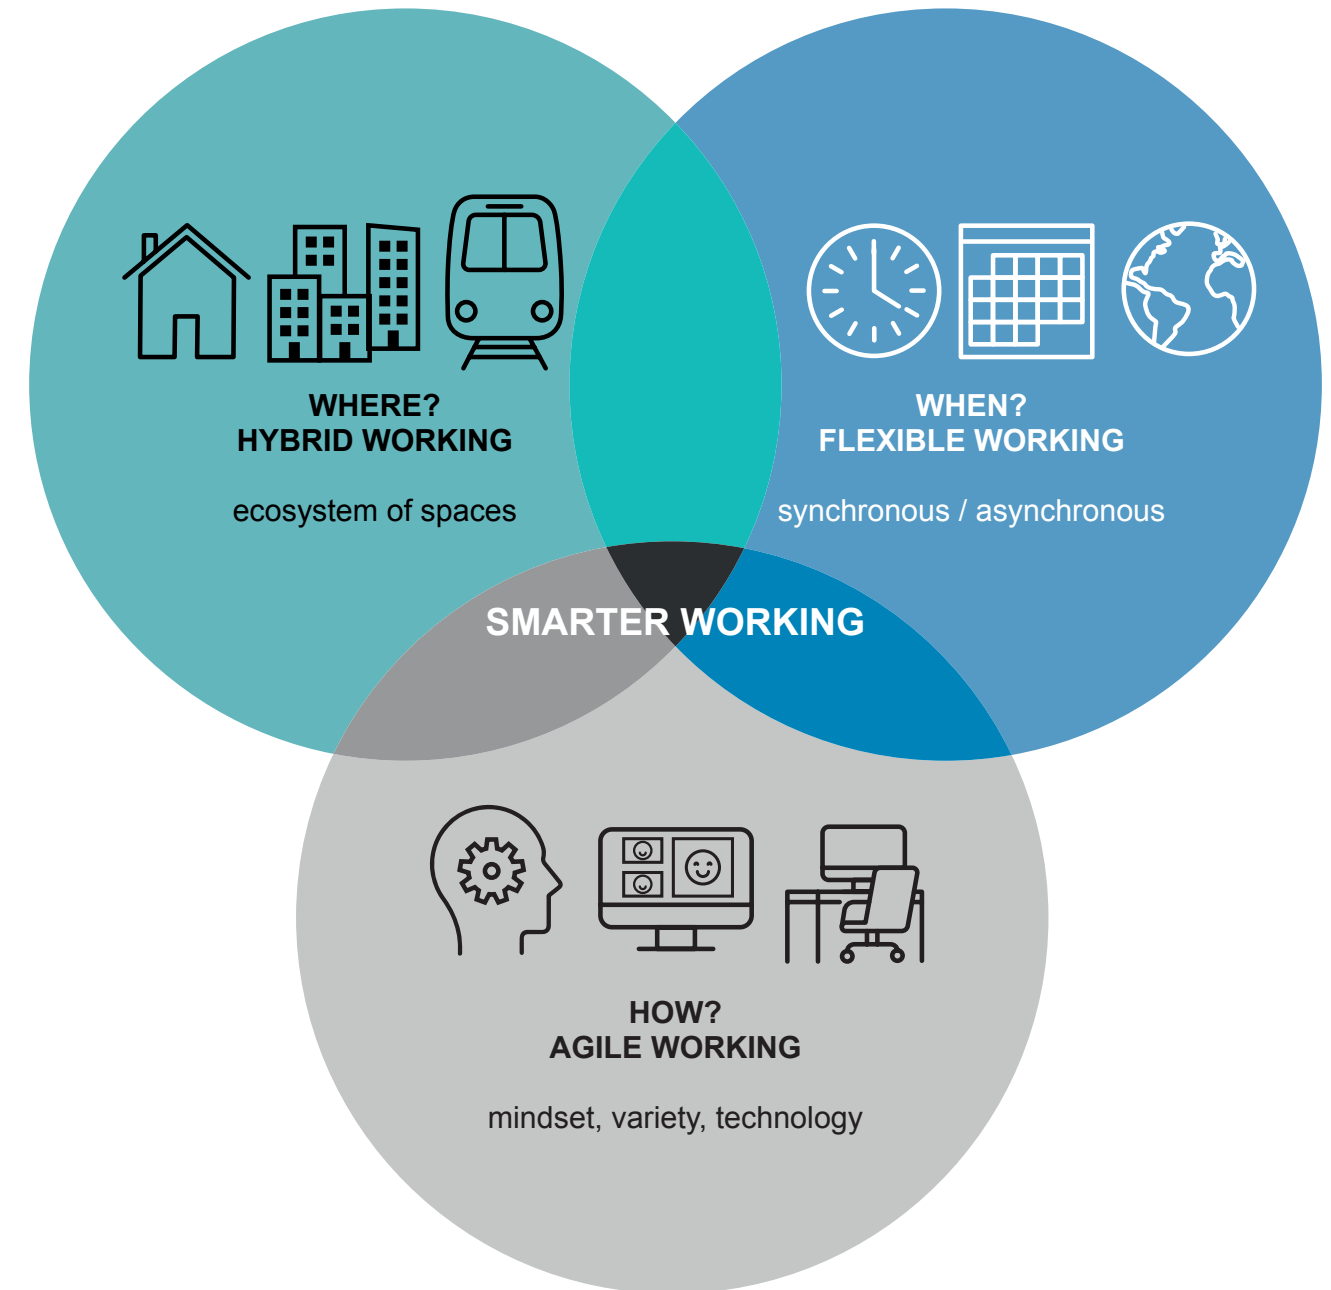 WHERE?
HYBRID WORKING
ecosystem of spaces
WHEN?
FLEXIBLE WORKING
synchronous / asynchronous
SMARTER WORKING
HOW?
AGILE WORKING
mindset, variety, technology